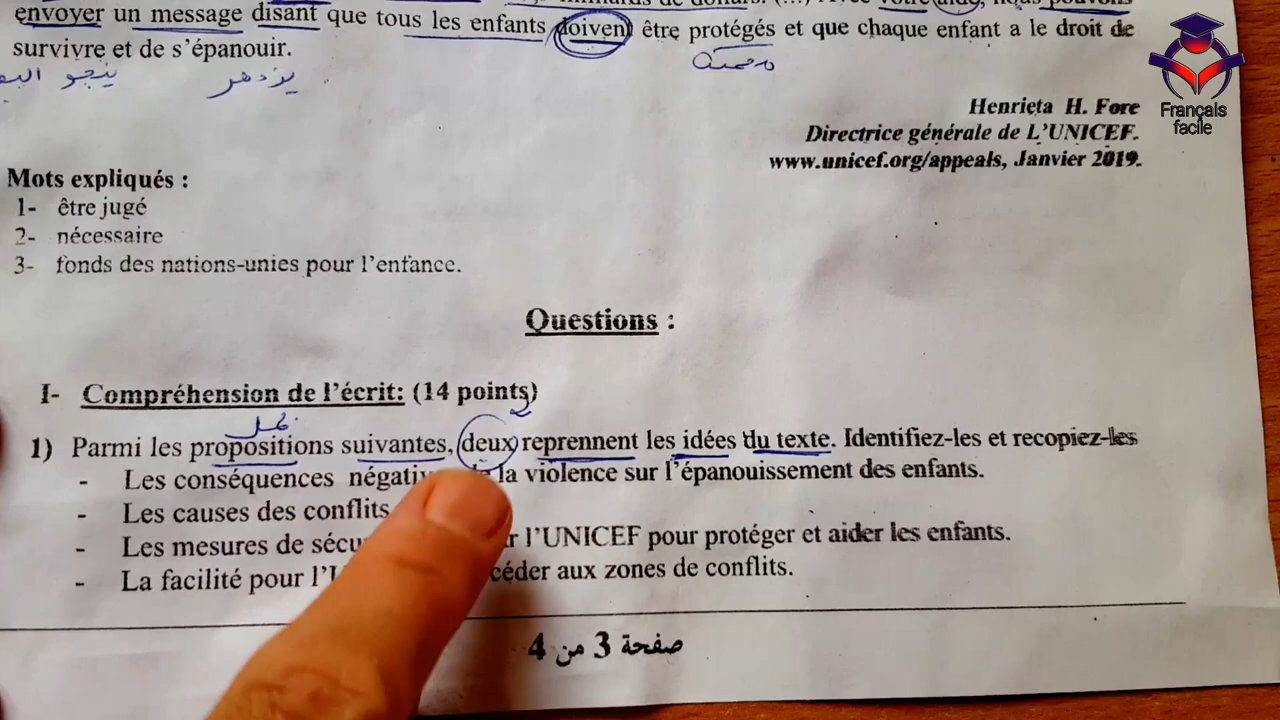 envoyer un message disant que tous les enfants doivent être protégés et que chaque enfant a le droit de
survivre et de s'épanouir.
يزدهر
Français
facile
Henrieta H. Fore
Directrice générale de L'UNICEF.
www.unicef.org/appeals, Janvier 2019.
Mots expliqués :
1- être jugé
2- nécessaire
3- fonds des nations-unies pour l'enfance.
Questions :
I- Compréhension de l'écrit: (14 points)
2
1) Parmi les propositions suivantes, deux reprennent les idées du texte. Identifiez-les et recopiez-les
- Les conséquences la violence sur l'épanouissement des enfants.
- Les causes des conflits
- Les mesures de l'UNICEF pour protéger et aider les enfants.
- La facilité pour aux zones de conflits.
صفحة 3 من 4